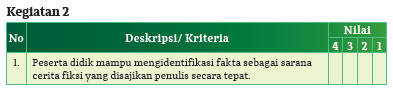 Kegiatan 2
No Deskripsi/ Kriteria Nilai
4 3 2 1
1. Peserta didik mampu mengidentifikasi fakta sebagai sarana
cerita fiksi yang disajikan penulis secara tepat.